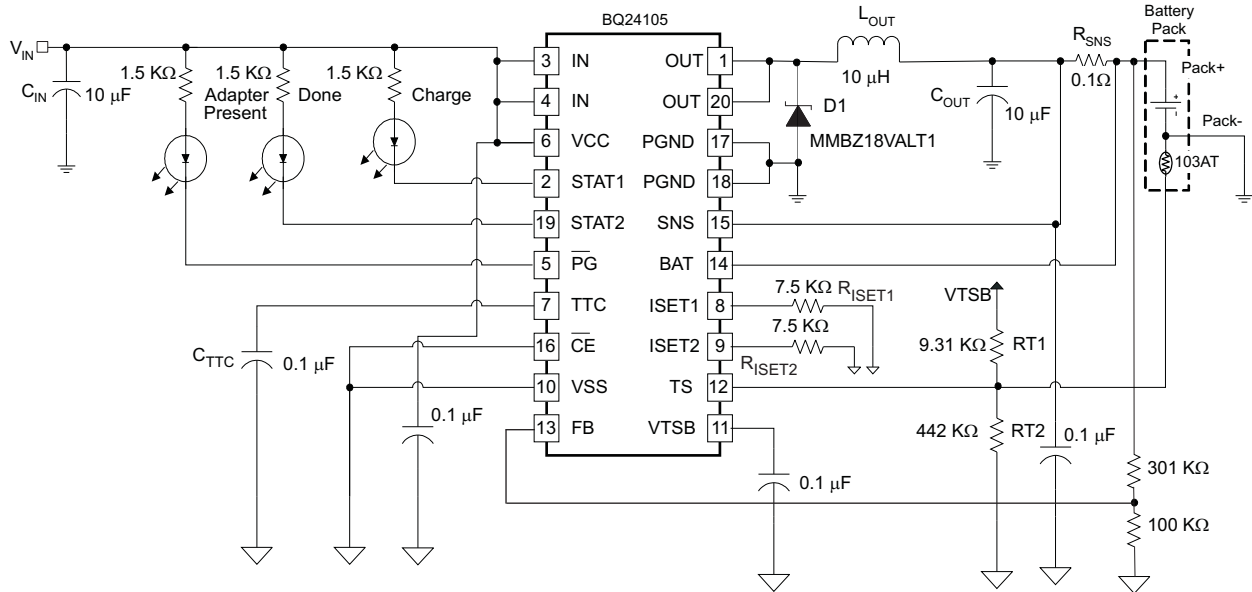 BQ24105
V_IN
C_IN
10 μF
1.5 KΩ
Adapter
Present
1.5 KΩ
Done
1.5 KΩ
Charge
3 IN
4 IN
6 VCC
2 STAT1
19 STAT2
5 PG
7 TTC
16 CE
10 VSS
13 FB
OUT 1
OUT 20
PGND 17
PGND 18
SNS 15
BAT 14
ISET1 8
ISET2 9
TS 12
VTSB 11
C_TTC
0.1 μF
0.1 μF
L_OUT
10 μH
D1
MMBZ18VALT1
C_OUT
10 μF
R_SNS
0.1Ω
Battery
Pack
Pack+
+
-
Pack-
103AT
7.5 KΩ R_ISET1
7.5 KΩ
R_ISET2
VTSB
9.31 KΩ RT1
442 KΩ RT2
0.1 μF
0.1 μF
301 KΩ
100 KΩ